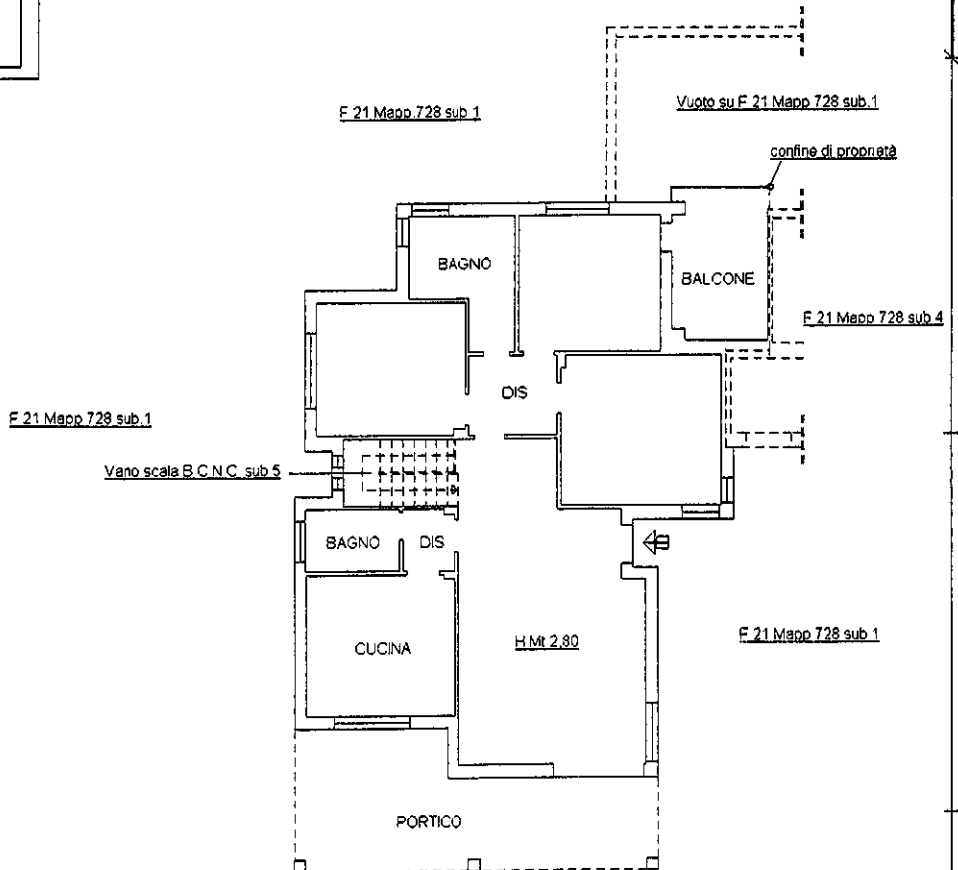 F 21 Mapp.728 sub 1
Vuoto su F 21 Mapp 728 sub.1
confine di proprietà
BAGNO
BALCONE
F 21 Mapp 728 sub 4
DIS
F 21 Mapp 728 sub.1
Vano scala B.C.N.C. sub 5
BAGNO
DIS
CUCINA
H Mt 2,80
F 21 Mapp 728 sub 1
PORTICO